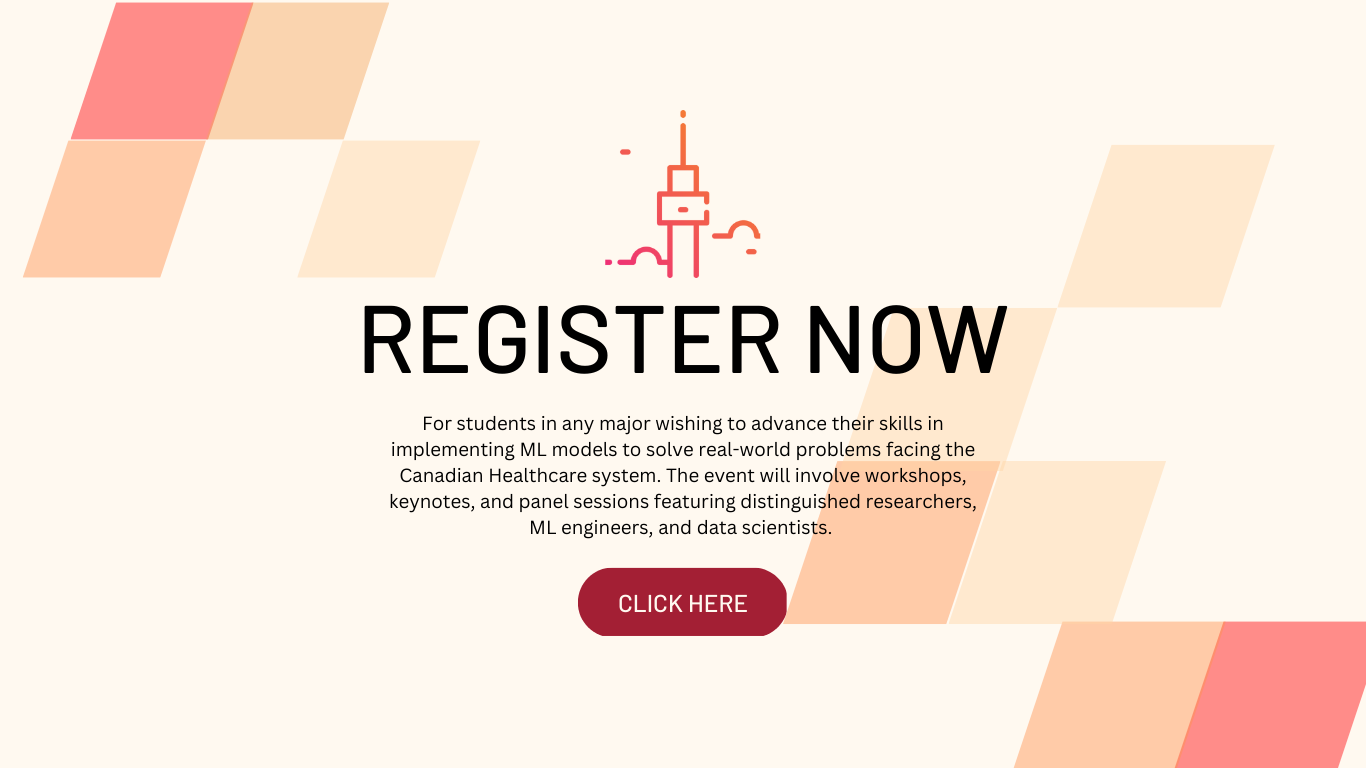 REGISTER NOW
For students in any major wishing to advance their skills in
implementing ML models to solve real-world problems facing the
Canadian Healthcare system. The event will involve workshops,
keynotes, and panel sessions featuring distinguished researchers,
ML engineers, and data scientists.
CLICK HERE